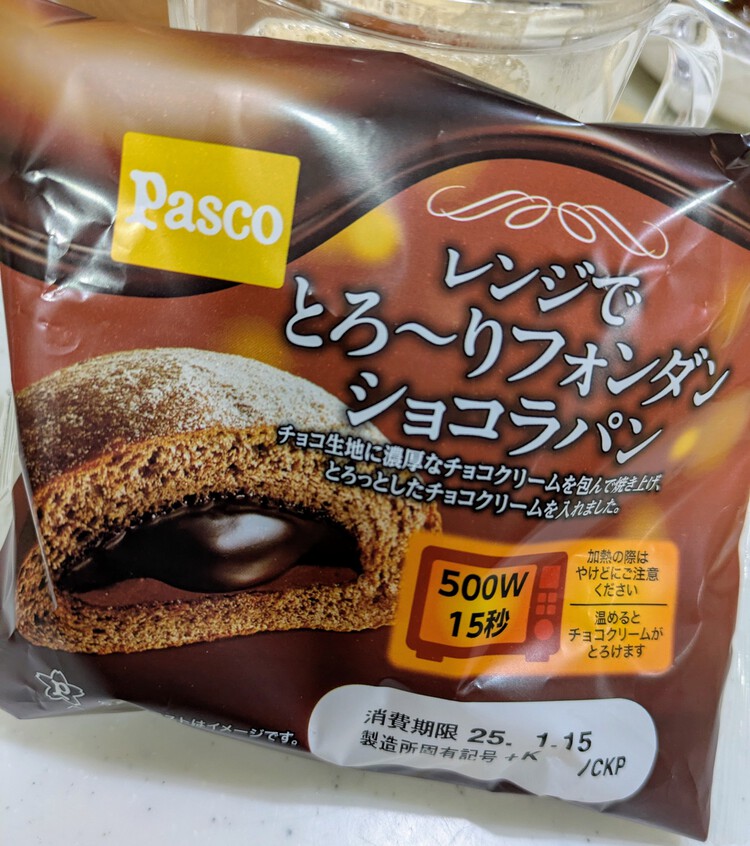 Pasco
レンジで
とろ〜りフォンダン
ショコラパン
チョコ生地に濃厚なチョコクリームを包んで焼き上げ、
とろっとしたチョコクリームを入れました。
500W
15秒
加熱の際は
やけどにご注意
ください
温めると
チョコクリームが
とろけます
消費期限 25. 1.15
製造所固有記号 +K /CKP
はイメージです。